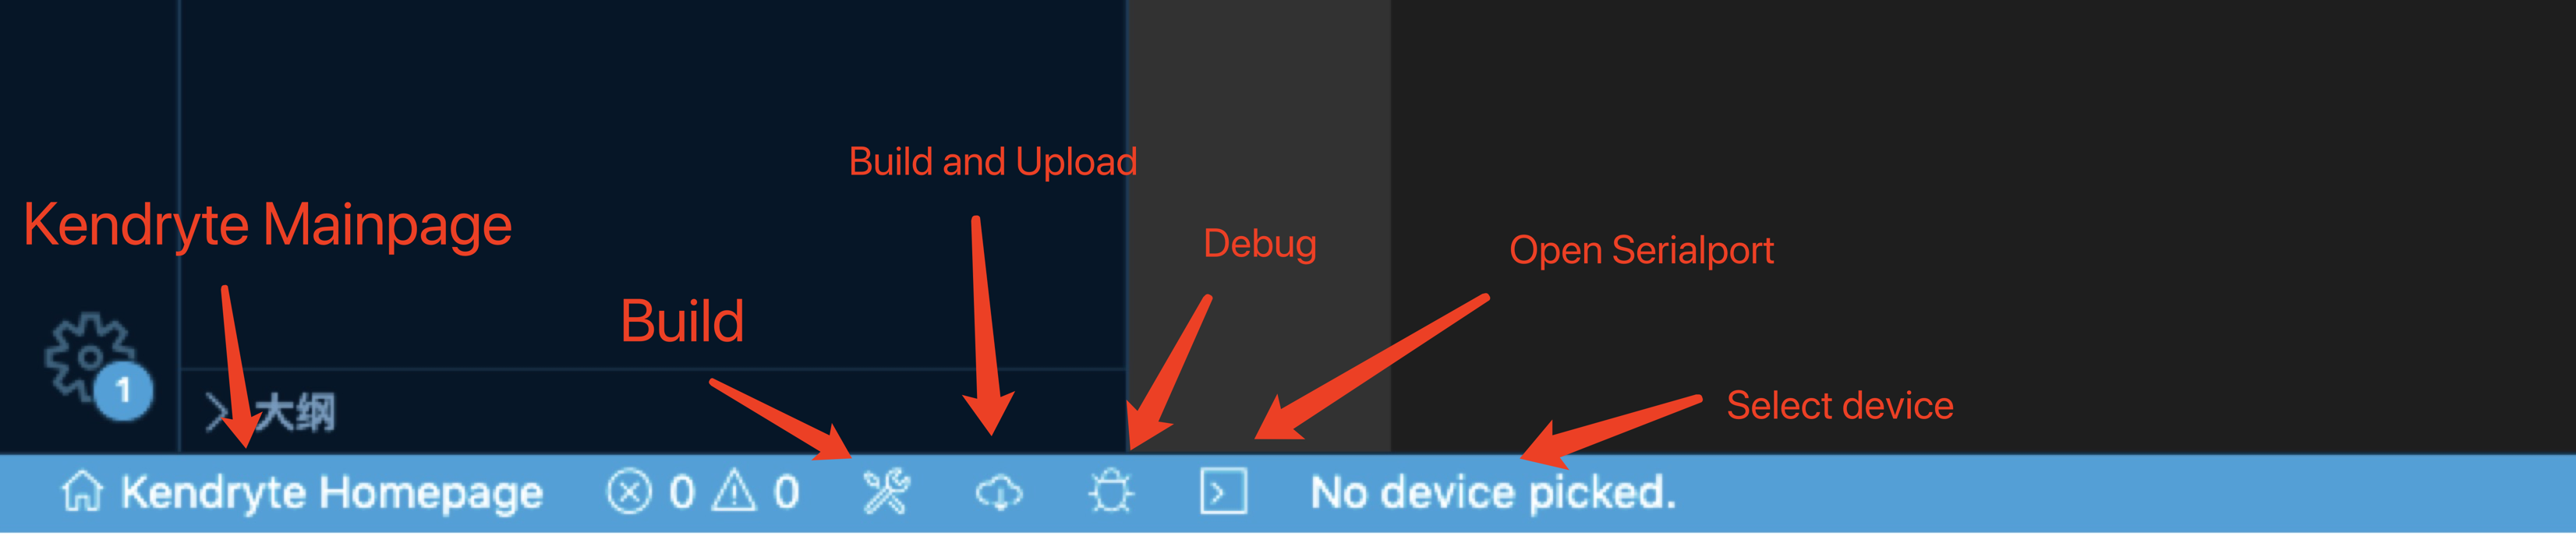 Build and Upload
Kendryte Mainpage
Debug
Open Serialport
Build
1
大纲
Select device
Kendryte Homepage 0 0 No device picked.